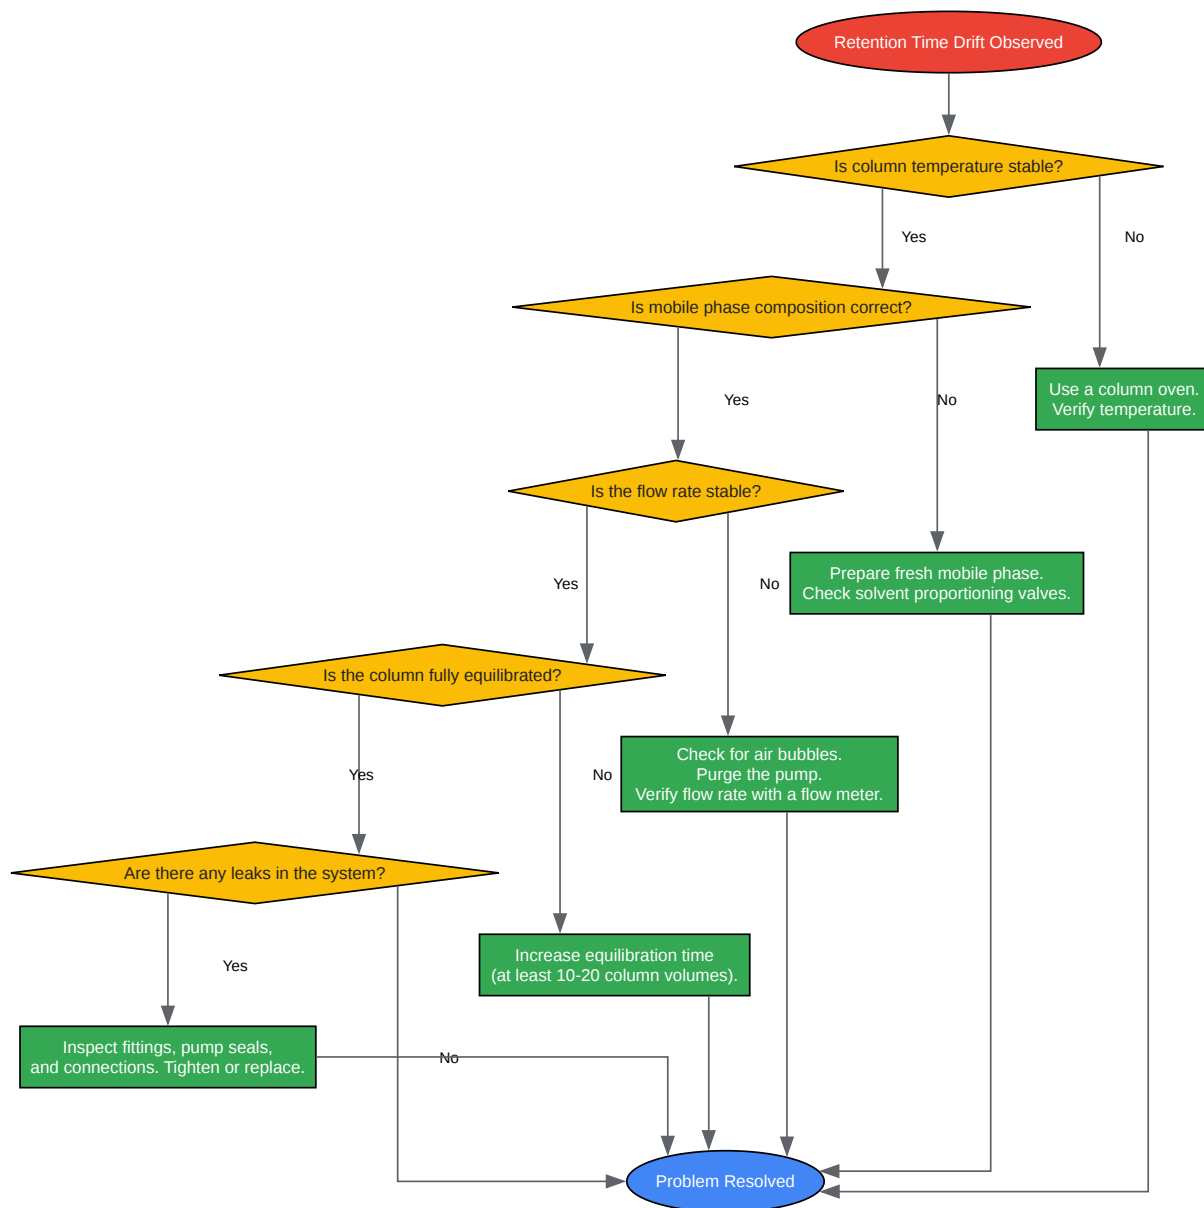 Retention Time Drift Observed
Is column temperature stable?
Yes
No
Is mobile phase composition correct?
Use a column oven.
Verify temperature.
Yes
No
Is the flow rate stable?
Prepare fresh mobile phase.
Check solvent proportioning valves.
Yes
No
Is the column fully equilibrated?
Check for air bubbles.
Purge the pump.
Verify flow rate with a flow meter.
Yes
No
Are there any leaks in the system?
Increase equilibration time
(at least 10-20 column volumes).
Yes
Inspect fittings, pump seals,
and connections. Tighten or replace.
No
Problem Resolved